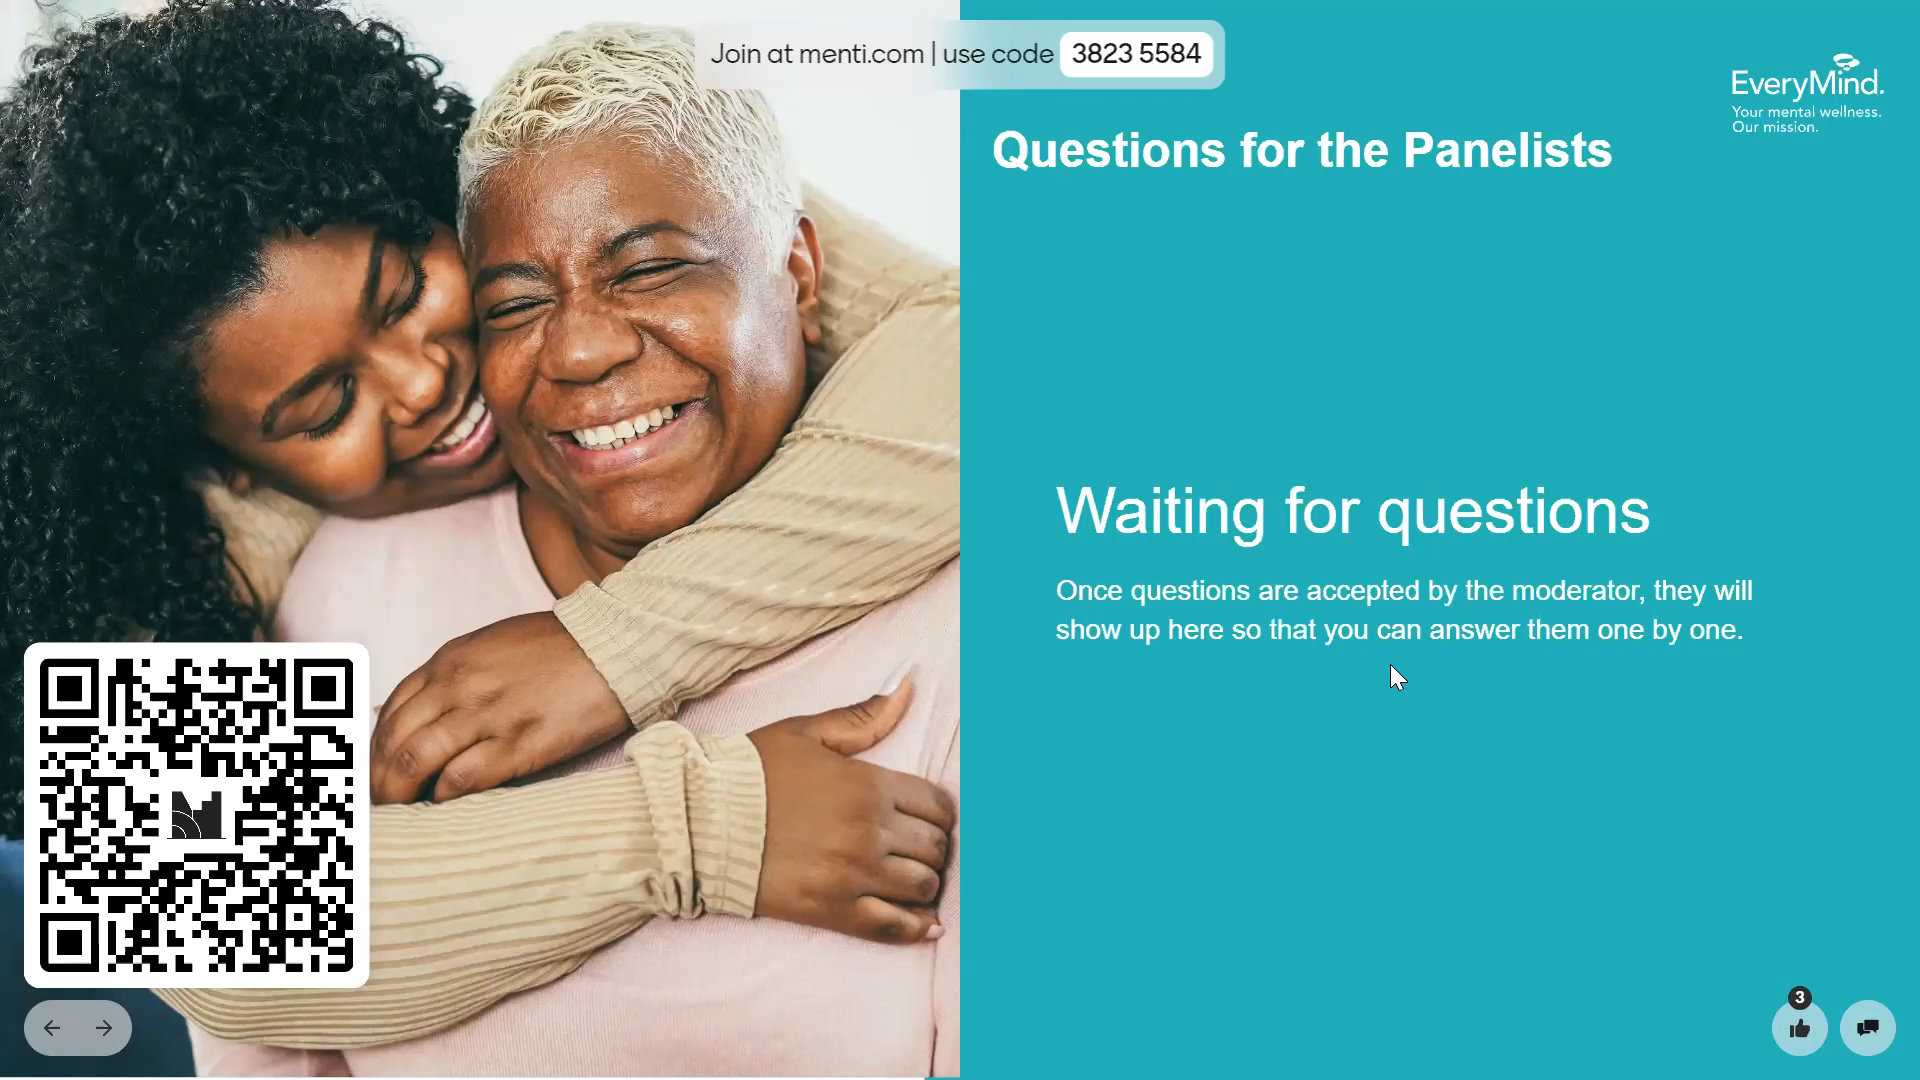 Join at menti.com | use code 3823 5584
EveryMind.
Your mental wellness.
Our mission.
Questions for the Panelists
Waiting for questions
Once questions are accepted by the moderator, they will
show up here so that you can answer them one by one.
3